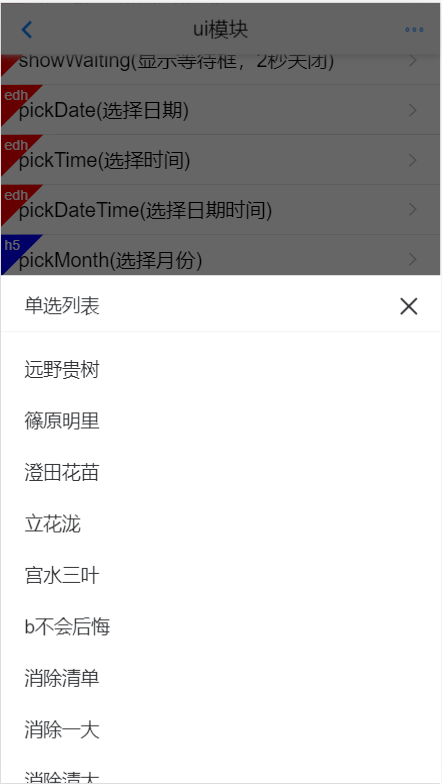 ui模块
showWaiting(显示等待框，2秒关闭)
edh
pickDate(选择日期)
edh
pickTime(选择时间)
edh
pickDateTime(选择日期时间)
h5
pickMonth(选择月份)
单选列表
远野贵树
篠原明里
澄田花苗
立花泷
宫水三叶
b不会后悔
消除清单
消除一大
消除清大